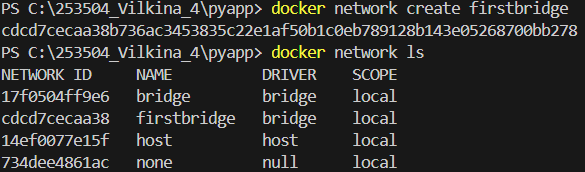 PS C:\253504_Vilkina_4\pyapp> docker network create firstbridge
cdcd7cecaa38b736ac3453835c22e1af50b1c0eb789128b143e05268700bb278
PS C:\253504_Vilkina_4\pyapp> docker network ls
NETWORK ID     NAME          DRIVER    SCOPE
17f0504ff9e6   bridge        bridge    local
cdcd7cecaa38   firstbridge   bridge    local
14ef0077e15f   host          host      local
734dee4861ac   none          null      local